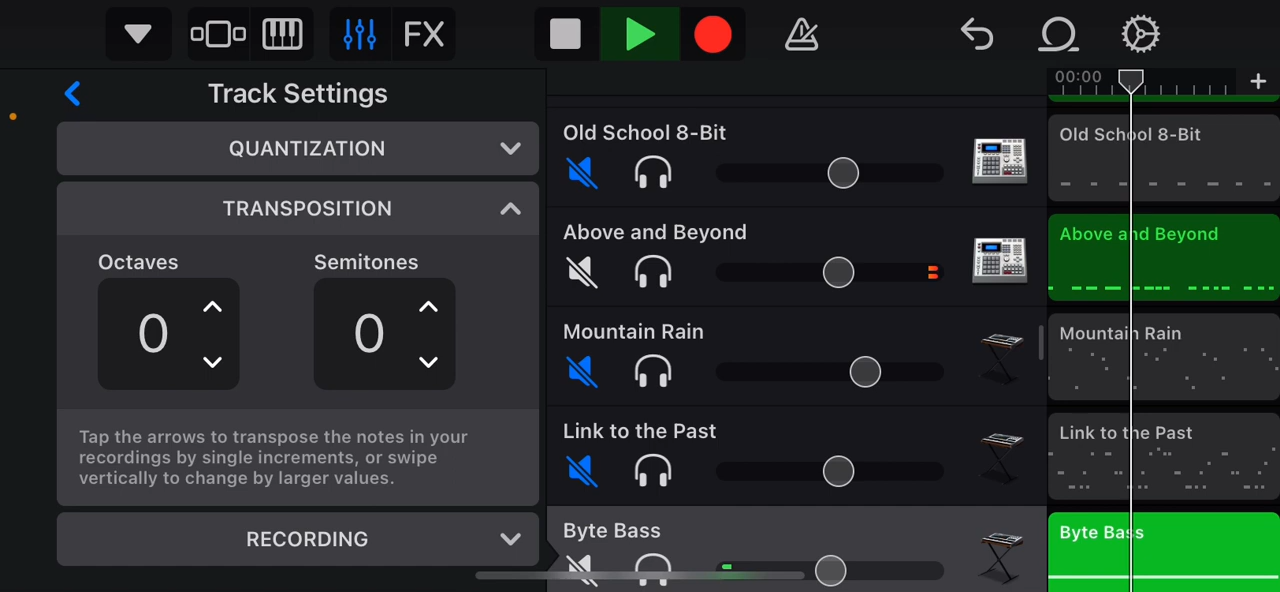 FX
Track Settings
QUANTIZATION
TRANSPOSITION
Octaves
Semitones
0
0
Tap the arrows to transpose the notes in your
recordings by single increments, or swipe
vertically to change by larger values.
RECORDING
Old School 8-Bit
Above and Beyond
Mountain Rain
Link to the Past
Byte Bass
00:00
+
Old School 8-Bit
Above and Beyond
Mountain Rain
Link to the Past
Byte Bass